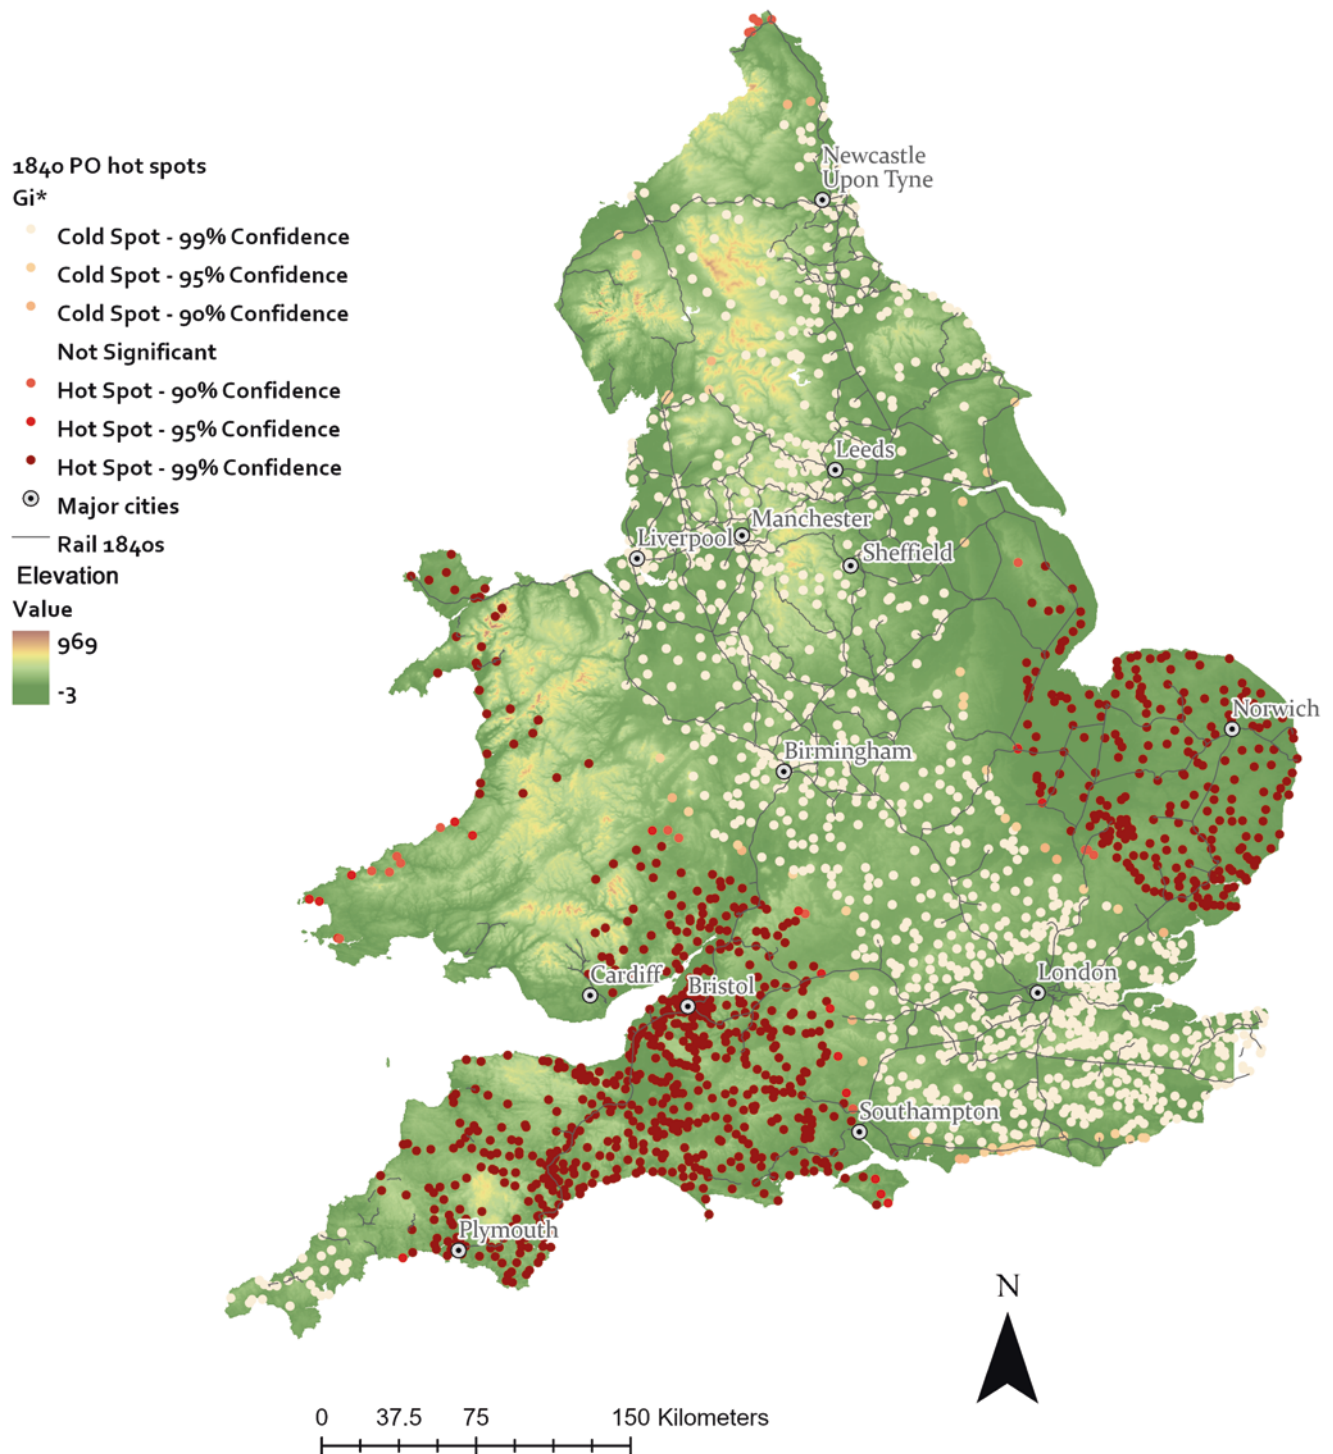 1840 PO hot spots
Gi*
Cold Spot - 99% Confidence
Cold Spot - 95% Confidence
Cold Spot - 90% Confidence
Not Significant
Hot Spot - 90% Confidence
Hot Spot - 95% Confidence
Hot Spot - 99% Confidence
Major cities
Rail 1840s
Elevation
Value
969
-3
Newcastle
Upon Tyne
Leeds
Manchester
Liverpool
Sheffield
Norwich
Birmingham
Cardiff
Bristol
London
Southampton
Plymouth
N
0 37.5 75 150 Kilometers